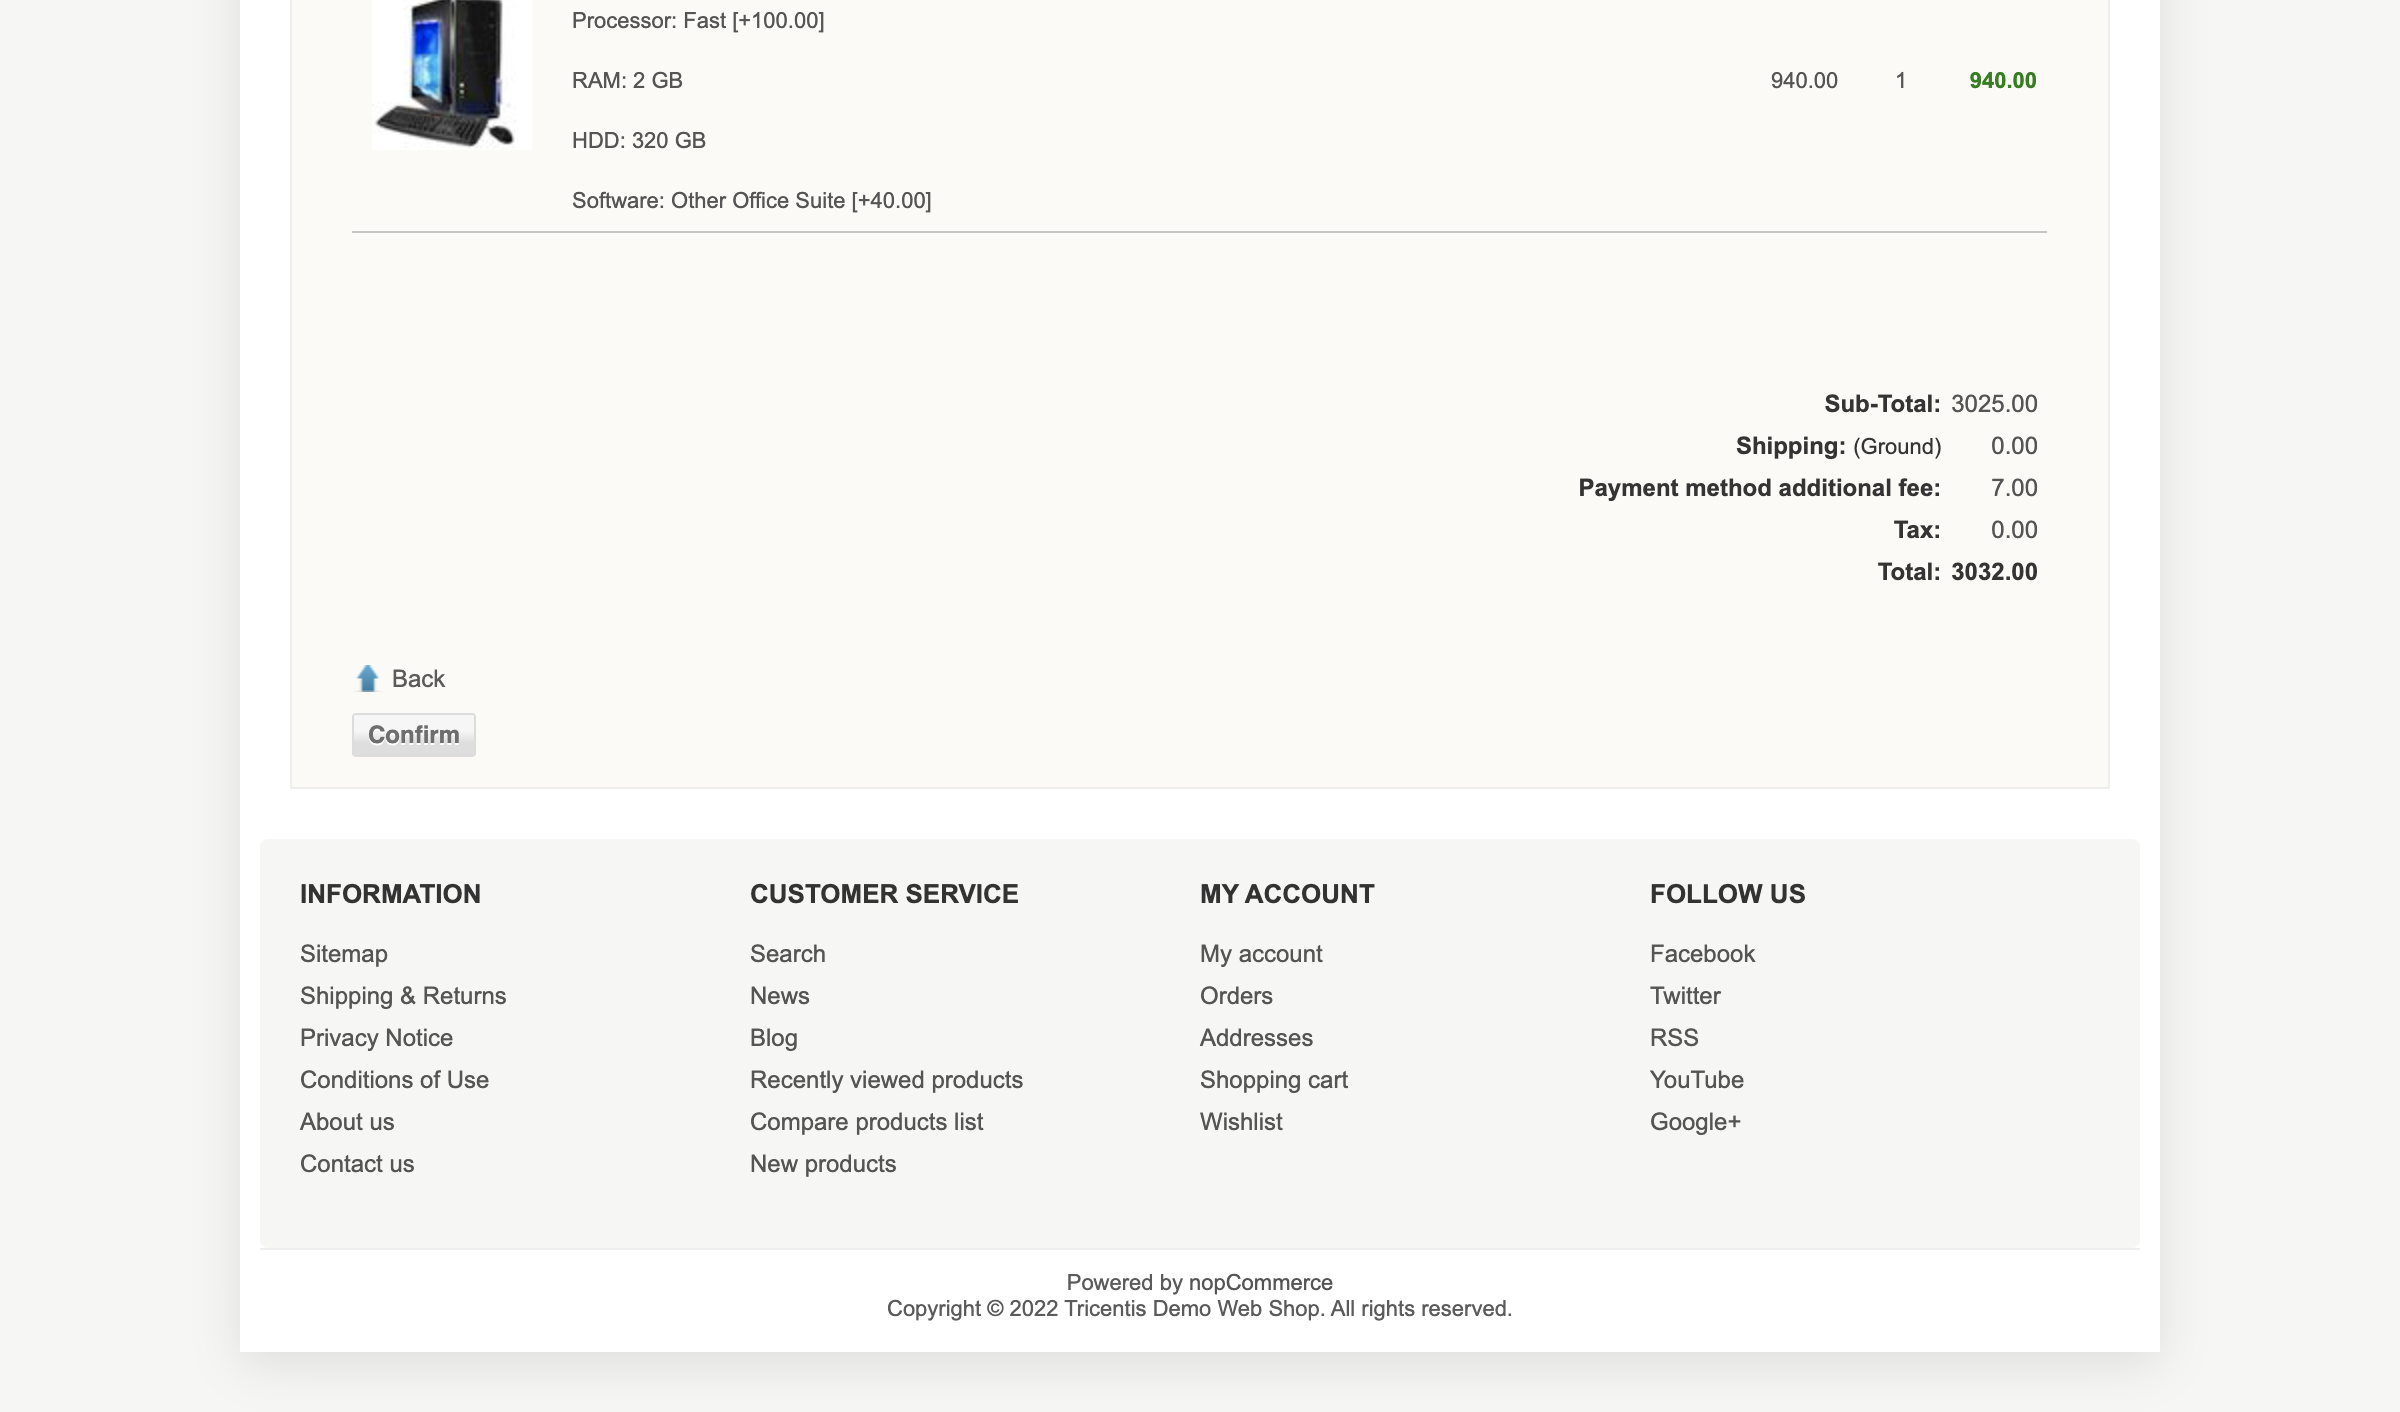 Processor: Fast [+100.00]
RAM: 2 GB
940.00 1 940.00
HDD: 320 GB
Software: Other Office Suite [+40.00]
Sub-Total: 3025.00
Shipping: (Ground) 0.00
Payment method additional fee: 7.00
Tax: 0.00
Total: 3032.00
Back
Confirm
INFORMATION
Sitemap
Shipping & Returns
Privacy Notice
Conditions of Use
About us
Contact us
CUSTOMER SERVICE
Search
News
Blog
Recently viewed products
Compare products list
New products
MY ACCOUNT
My account
Orders
Addresses
Shopping cart
Wishlist
FOLLOW US
Facebook
Twitter
RSS
YouTube
Google+
Powered by nopCommerce
Copyright © 2022 Tricentis Demo Web Shop. All rights reserved.